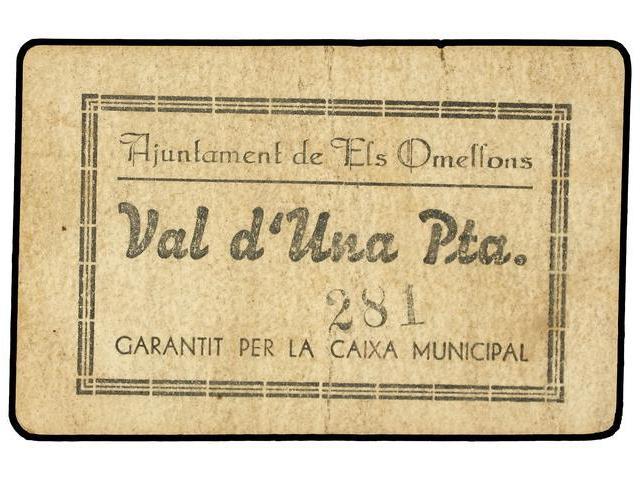 Ajuntament de Els Omellons
Val d'Una Pta.
281
GARANTIT PER LA CAIXA MUNICIPAL